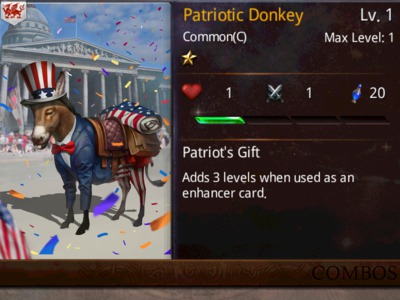 Patriotic Donkey Lv. 1
Common(C) Max Level: 1
1 1 20
Patriot's Gift
Adds 3 levels when used as an
enhancer card.
COMBOS